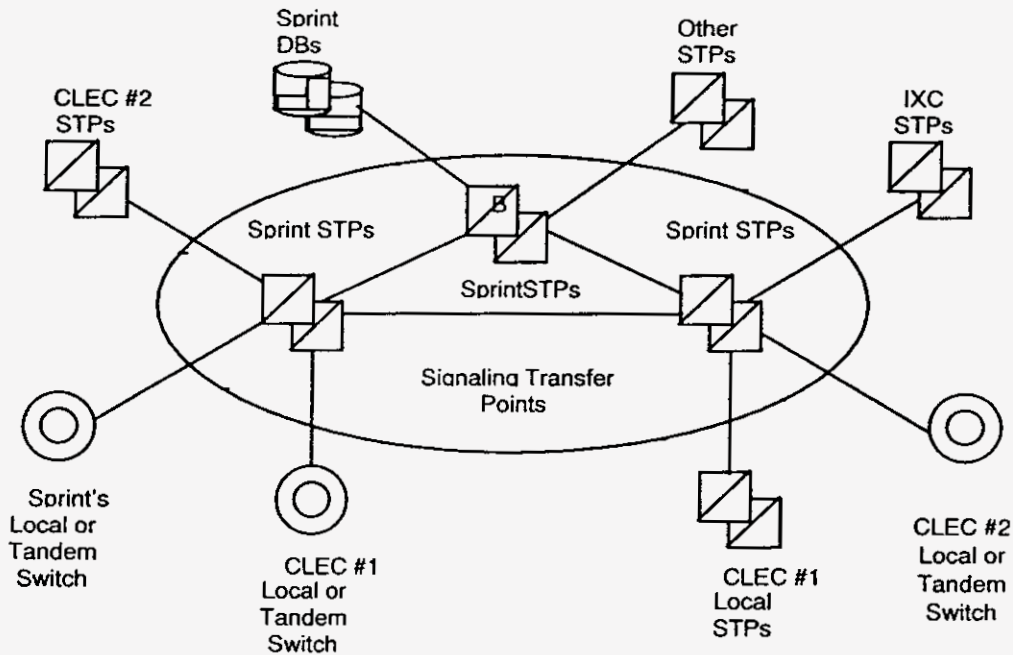 Sprint
DBs
Other
STPs
CLEC #2
STPs
IXC
STPs
B
Sprint STPs
Sprint STPs
SprintSTPs
Signaling Transfer
Points
Sprint's
Local or
Tandem
Switch
CLEC #1
Local or
Tandem
Switch
CLEC #1
Local
STPs
CLEC #2
Local or
Tandem
Switch